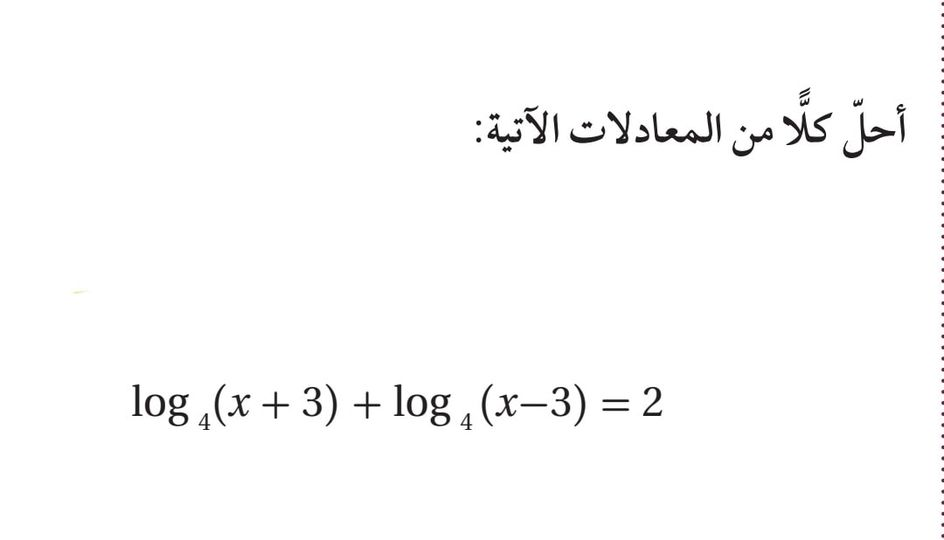 أحلّ كلًّا من المعادلات الآتية:
log ₄(x + 3) + log ₄(x−3) = 2